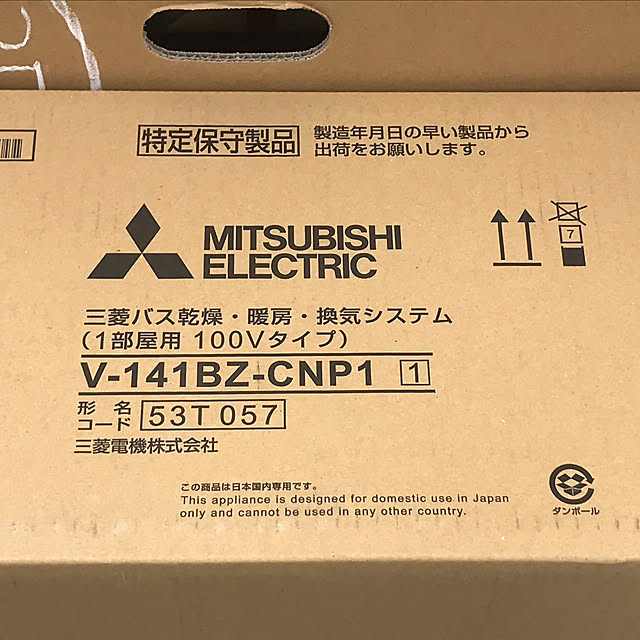 特定保守製品
製造年月日の早い製品から
出荷をお願いします。
MITSUBISHI
ELECTRIC
7
三菱バス乾燥・暖房・換気システム
(1部屋用 100Vタイプ)
V-141BZ-CNP1 1
形名
コード 53T 057
三菱電機株式会社
この商品は日本国内専用です。
This appliance is designed for domestic use in Japan
only and cannot be used in any other country.
ダンボール